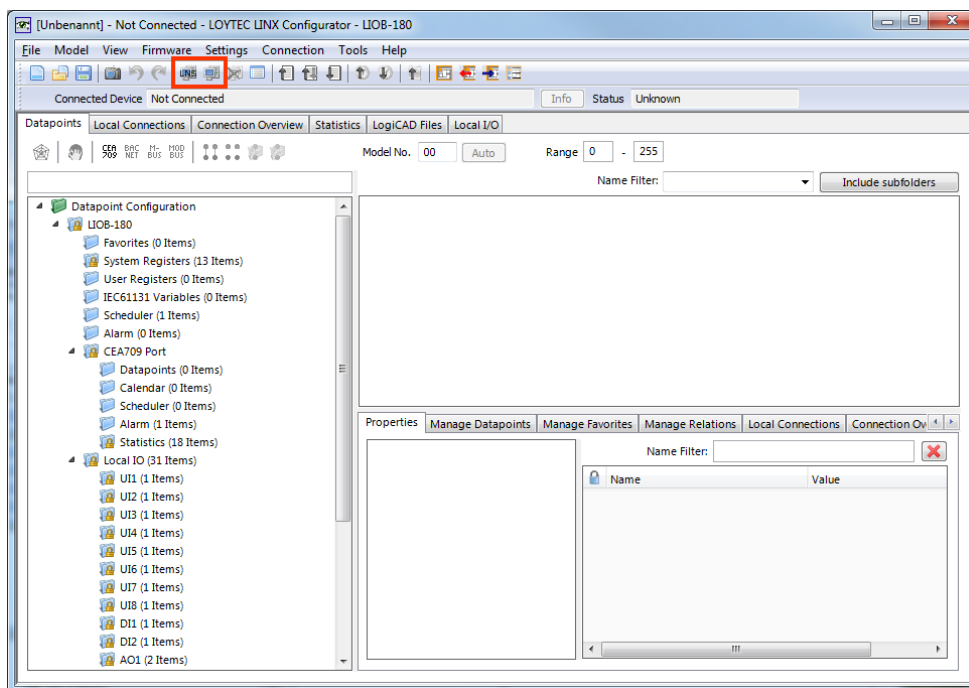 [Unbenannt] - Not Connected - LOYTEC LINX Configurator - LIOB-180
File Model View Firmware Settings Connection Tools Help
LNS
Connected Device Not Connected Info Status Unknown
Datapoints Local Connections Connection Overview Statistics LogiCAD Files Local I/O
CEA 709 BAC NET M- BUS MOD BUS Model No. 00 Auto Range 0 - 255
Name Filter: Include subfolders
Datapoint Configuration
LIOB-180
Favorites (0 Items)
System Registers (13 Items)
User Registers (0 Items)
IEC61131 Variables (0 Items)
Scheduler (1 Items)
Alarm (0 Items)
CEA709 Port
Datapoints (0 Items)
Calendar (0 Items)
Scheduler (0 Items)
Alarm (1 Items)
Statistics (18 Items)
Local IO (31 Items)
UI1 (1 Items)
UI2 (1 Items)
UI3 (1 Items)
UI4 (1 Items)
UI5 (1 Items)
UI6 (1 Items)
UI7 (1 Items)
UI8 (1 Items)
DI1 (1 Items)
DI2 (1 Items)
AO1 (2 Items)
Properties Manage Datapoints Manage Favorites Manage Relations Local Connections Connection Ov
Name Filter:
Name Value